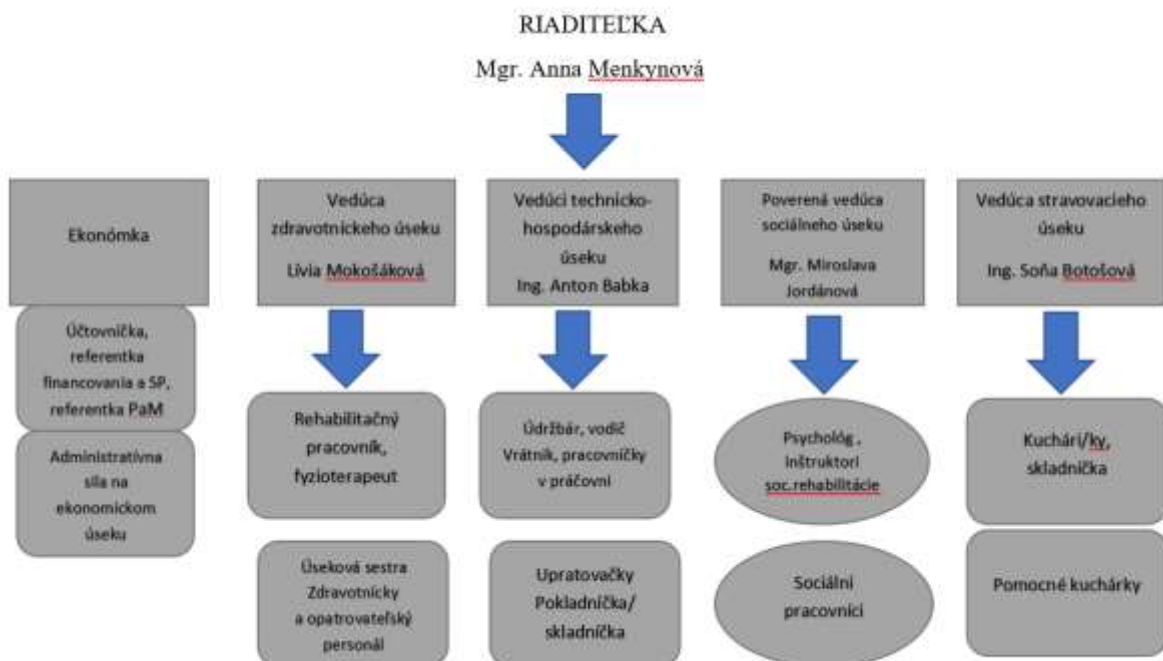 RIADITEĽKA
Mgr. Anna Menkynová
Ekonómka
Vedúca
zdravotníckeho úseku
Lívia Mokošáková
Vedúci technicko-
hospodárskeho
úseku
Ing. Anton Babka
Poverená vedúca
sociálneho úseku
Mgr. Miroslava
Jordánová
Vedúca stravovacieho
úseku
Ing. Soňa Botošová
Účtovníčka,
referentka
financovania a SP,
referentka PaM
Administratívna
sila na
ekonomickom
úseku
Rehabilitačný
pracovník,
fyzioterapeut
Úseková sestra
Zdravotnícky
a opatrovateľský
personál
Údržbár, vodič
Vrátnik, pracovníčky
v práčovni
Upratovačky
Pokladníčka/
skladníčka
Psychológ ,
Inštruktori
soc.rehabilitácie
Sociálni
pracovníci
Kuchári/ky,
skladníčka
Pomocné kuchárky